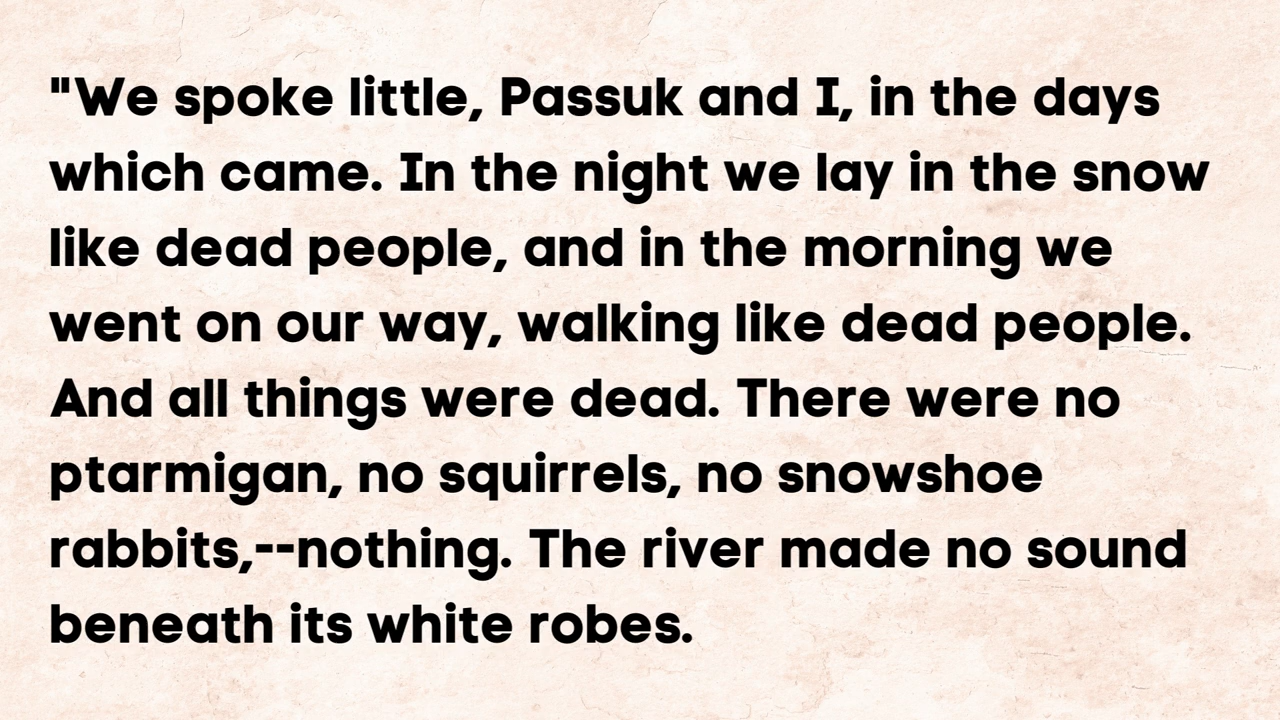 "We spoke little, Passuk and I, in the days
which came. In the night we lay in the snow
like dead people, and in the morning we
went on our way, walking like dead people.
And all things were dead. There were no
ptarmigan, no squirrels, no snowshoe
rabbits,--nothing. The river made no sound
beneath its white robes.